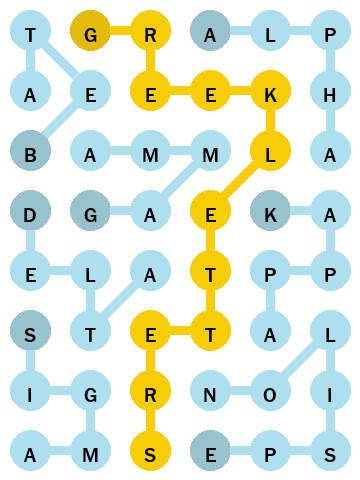 T G R A L P
A E E E K H
B A M M L A
D G A E K A
E L A T P P
S T E T A L
I G R N O I
A M S E P S